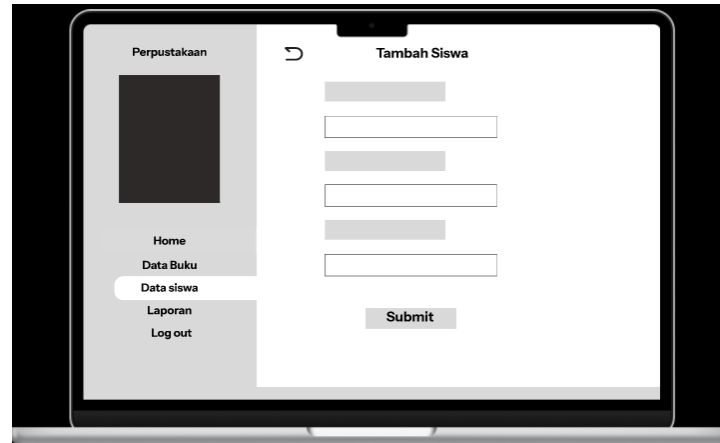 Perpustakaan
Tambah Siswa
Home
Data Buku
Data siswa
Laporan
Log out
Submit